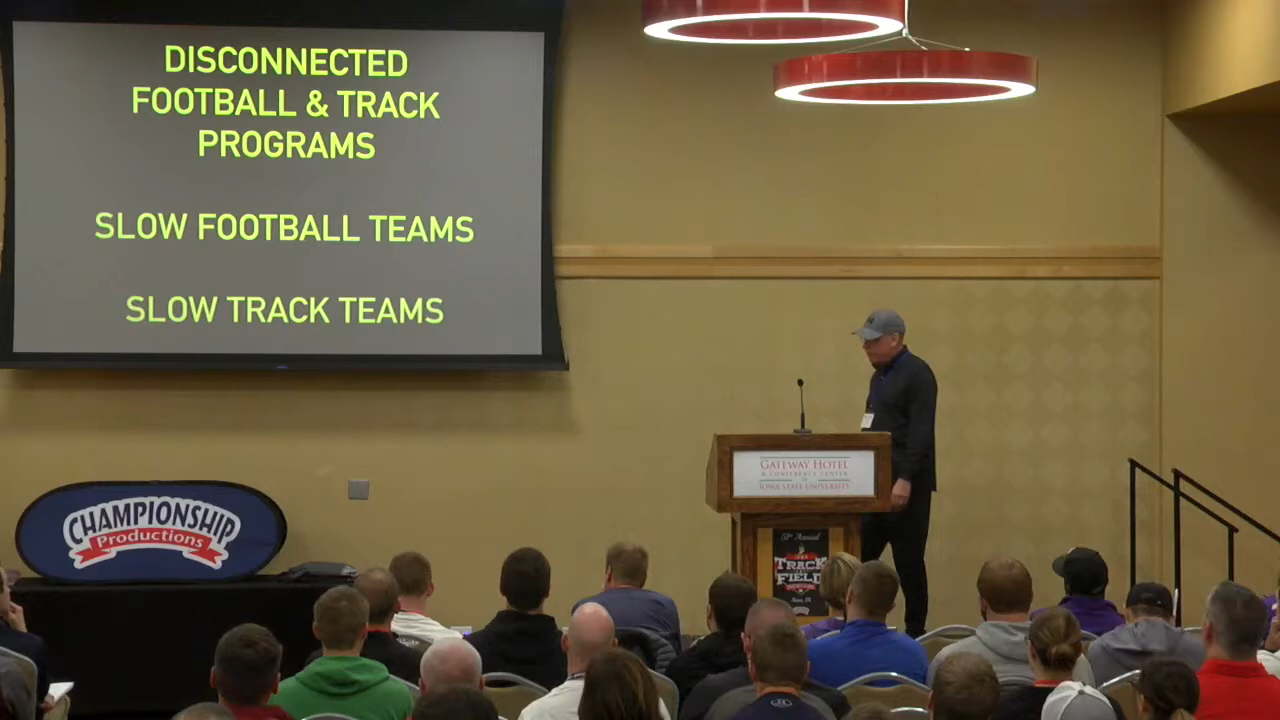 DISCONNECTED
FOOTBALL & TRACK
PROGRAMS
SLOW FOOTBALL TEAMS
SLOW TRACK TEAMS
CHAMPIONSHIP
Productions
GATEWAY HOTEL
& CONFERENCE CENTER
IOWA STATE UNIVERSITY
Annual
TRACK
FIELD